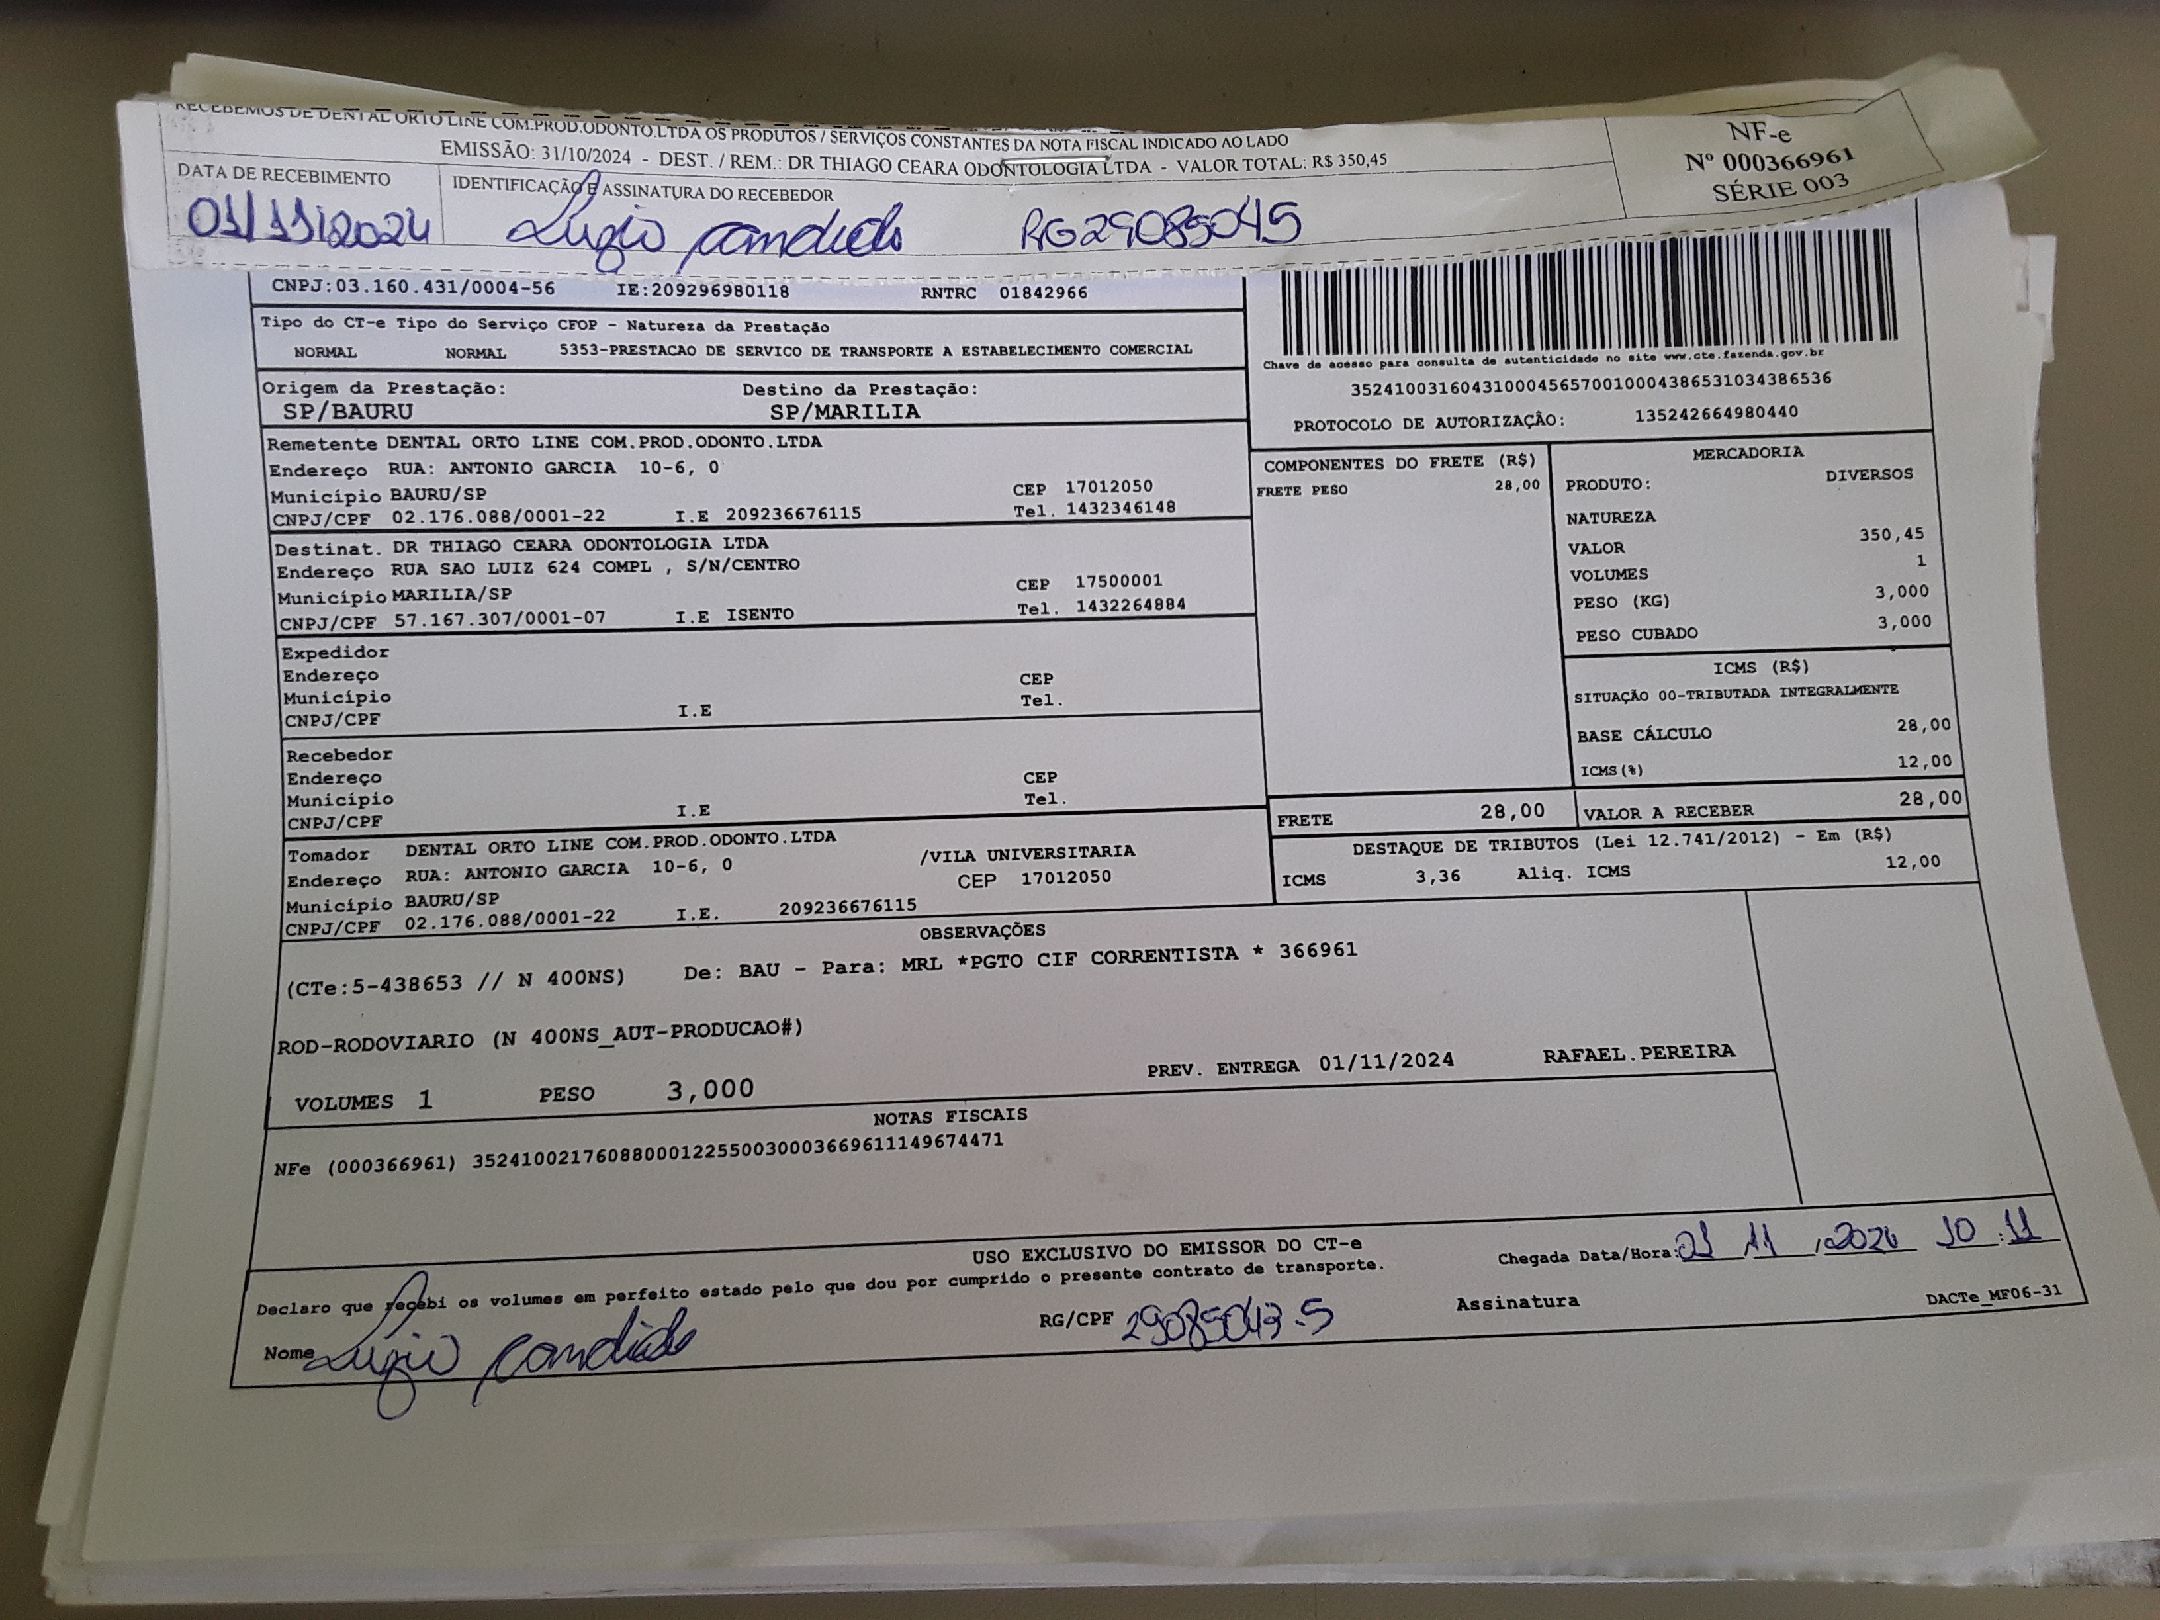 RECEBEMOS DE DENTAL ORTO LINE COM.PROD.ODONTO.LTDA OS PRODUTOS / SERVIÇOS CONSTANTES DA NOTA FISCAL INDICADO AO LADO
EMISSÃO: 31/10/2024 - DEST. / REM.: DR THIAGO CEARA ODONTOLOGIA LTDA - VALOR TOTAL: R$ 350,45
NF-e
Nº 000366961
SÉRIE 003
DATA DE RECEBIMENTO
IDENTIFICAÇÃO E ASSINATURA DO RECEBEDOR
01/11/2024 candido
CNPJ:03.160.431/0004-56 IE:209296980118 RNTRC 01842966
Tipo do CT-e Tipo do Serviço CFOP - Natureza da Prestação
NORMAL NORMAL 5353-PRESTACAO DE SERVICO DE TRANSPORTE A ESTABELECIMENTO COMERCIAL
Chave de acesso para consulta de autenticidade no site www.cte.fazenda.gov.br
35241003160431000456570010004386531034386536
PROTOCOLO DE AUTORIZAÇÃO: 135242664980440
Origem da Prestação: Destino da Prestação:
SP/BAURU SP/MARILIA
Remetente DENTAL ORTO LINE COM.PROD.ODONTO.LTDA
Endereço RUA: ANTONIO GARCIA 10-6, 0
Município BAURU/SP CEP 17012050
CNPJ/CPF 02.176.088/0001-22 I.E 209236676115 Tel. 1432346148
Destinat. DR THIAGO CEARA ODONTOLOGIA LTDA
Endereço RUA SAO LUIZ 624 COMPL , S/N/CENTRO
Município MARILIA/SP CEP 17500001
CNPJ/CPF 57.167.307/0001-07 I.E ISENTO Tel. 1432264884
Expedidor
Endereço
Município CEP
CNPJ/CPF I.E Tel.
Recebedor
Endereço
Município CEP
CNPJ/CPF I.E Tel.
Tomador DENTAL ORTO LINE COM.PROD.ODONTO.LTDA
Endereço RUA: ANTONIO GARCIA 10-6, 0 /VILA UNIVERSITARIA
Município BAURU/SP CEP 17012050
CNPJ/CPF 02.176.088/0001-22 I.E. 209236676115
COMPONENTES DO FRETE (R$)
FRETE PESO 28,00
MERCADORIA
PRODUTO: DIVERSOS
NATUREZA
VALOR 350,45
VOLUMES 1
PESO (KG) 3,000
PESO CUBADO 3,000
ICMS (R$)
SITUAÇÃO 00-TRIBUTADA INTEGRALMENTE
BASE CÁLCULO 28,00
ICMS(%) 12,00
FRETE 28,00 VALOR A RECEBER 28,00
DESTAQUE DE TRIBUTOS (Lei 12.741/2012) - Em (R$)
ICMS 3,36 Aliq. ICMS 12,00
OBSERVAÇÕES
(CTe:5-438653 // N 400NS) De: BAU - Para: MRL *PGTO CIF CORRENTISTA * 366961
ROD-RODOVIARIO (N 400NS_AUT-PRODUCAO#)
PREV. ENTREGA 01/11/2024 RAFAEL.PEREIRA
VOLUMES 1 PESO 3,000
NOTAS FISCAIS
NFe (000366961) 35241002176088000122550030003669611149674471
USO EXCLUSIVO DO EMISSOR DO CT-e
Chegada Data/Hora: 01 11 2024 10:11
Declaro que recebi os volumes em perfeito estado pelo que dou por cumprido o presente contrato de transporte.
Nome candido RG/CPF Assinatura
DACTe_MF06-31